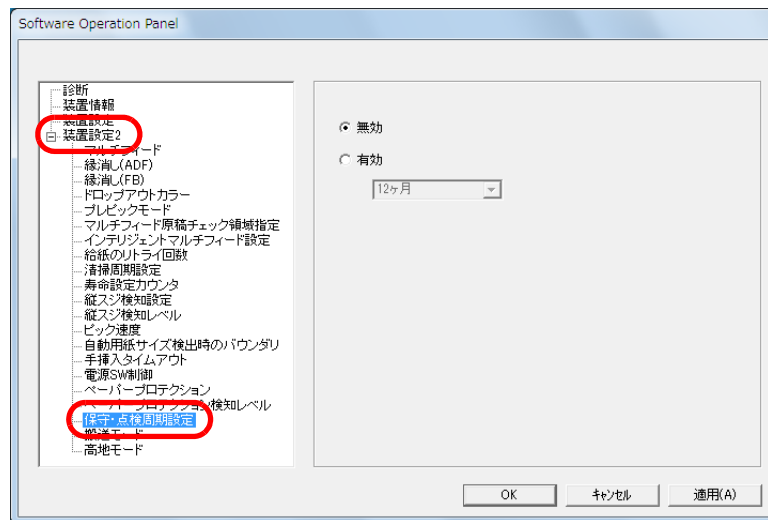 Software Operation Panel
診断
装置情報
装置設定
装置設定2
マルチフィード
縁消し(ADF)
縁消し(FB)
ドロップアウトカラー
プレピックモード
マルチフィード原稿チェック領域指定
インテリジェントマルチフィード設定
給紙のリトライ回数
清掃周期設定
寿命設定カウンタ
縦スジ検知設定
縦スジ検知レベル
ピック速度
自動用紙サイズ検出時のバウンダリ
手挿入タイムアウト
電源SW制御
ペーパープロテクション
ペーパープロテクション検知レベル
保守・点検周期設定
搬送モード
高地モード
無効
有効
12ヶ月
OK
キャンセル
適用(A)